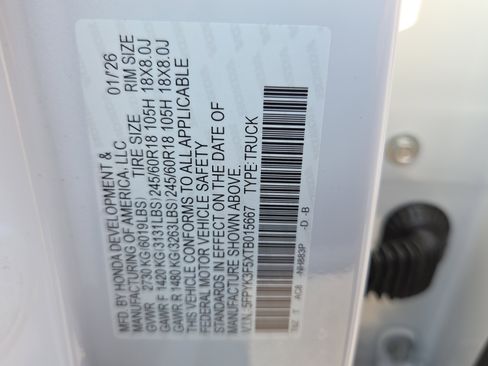 MFD. BY HONDA DEVELOPMENT &
MANUFACTURING OF AMERICA, LLC 01/'26
TIRE SIZE RIM SIZE
GVWR 2730 KG(6019LBS)
GAWR F 1420 KG(3131LBS)245/60R18 105H 18X8.0J
GAWR R 1480 KG(3263LBS)245/60R18 105H 18X8.0J
THIS VEHICLE CONFORMS TO ALL APPLICABLE
FEDERAL MOTOR VEHICLE SAFETY
STANDARDS IN EFFECT ON THE DATE OF
MANUFACTURE SHOWN ABOVE.
V.I.N. 5FPYK3F5XTB015667 TYPE:TRUCK
AC8 -NH883P -D -B